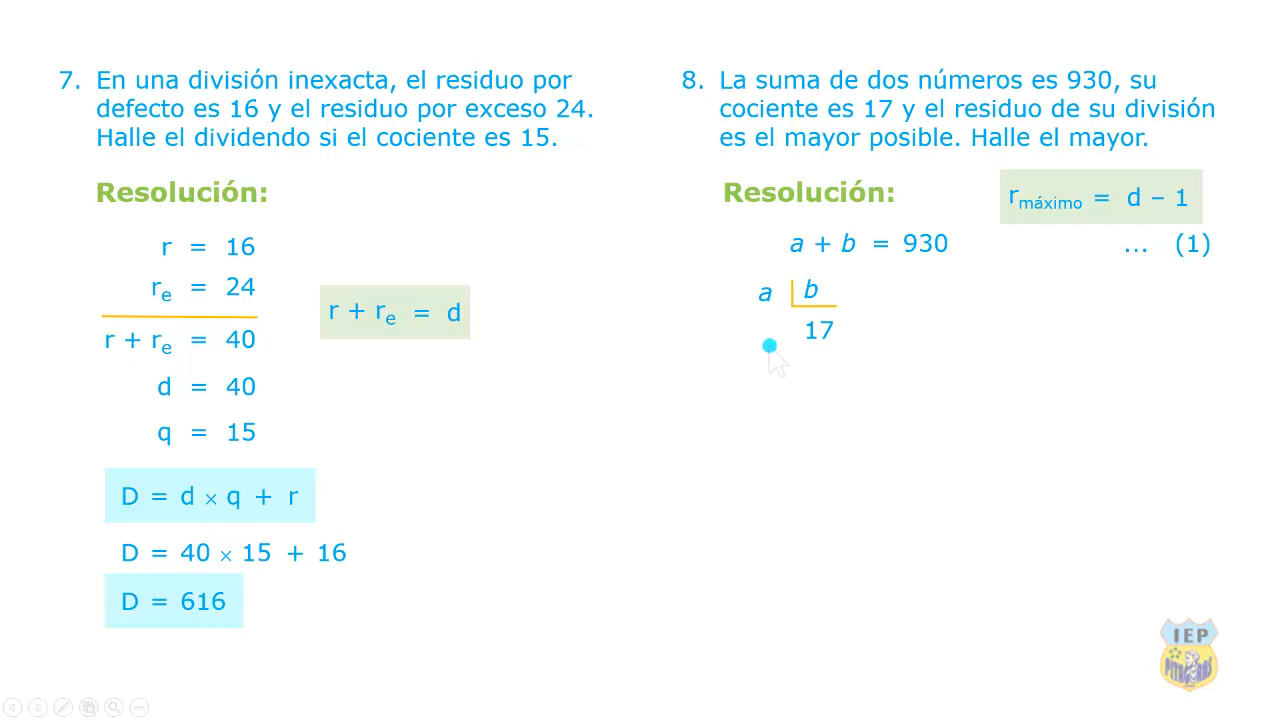 7. En una división inexacta, el residuo por
defecto es 16 y el residuo por exceso 24.
Halle el dividendo si el cociente es 15.
Resolución:
r = 16
rₑ = 24
r + rₑ = 40
r + rₑ = d
d = 40
q = 15
D = d × q + r
D = 40 × 15 + 16
D = 616
8. La suma de dos números es 930, su
cociente es 17 y el residuo de su división
es el mayor posible. Halle el mayor.
Resolución:
rmáximo = d – 1
a + b = 930 ... (1)
a b
17
IEP
PITAGORAS